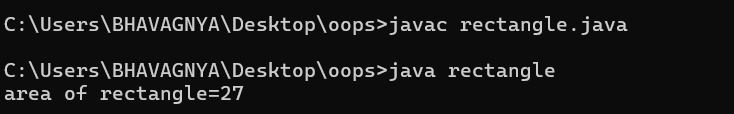 C:\Users\BHAVAGNYA\Desktop\oops>javac rectangle.java
C:\Users\BHAVAGNYA\Desktop\oops>java rectangle
area of rectangle=27